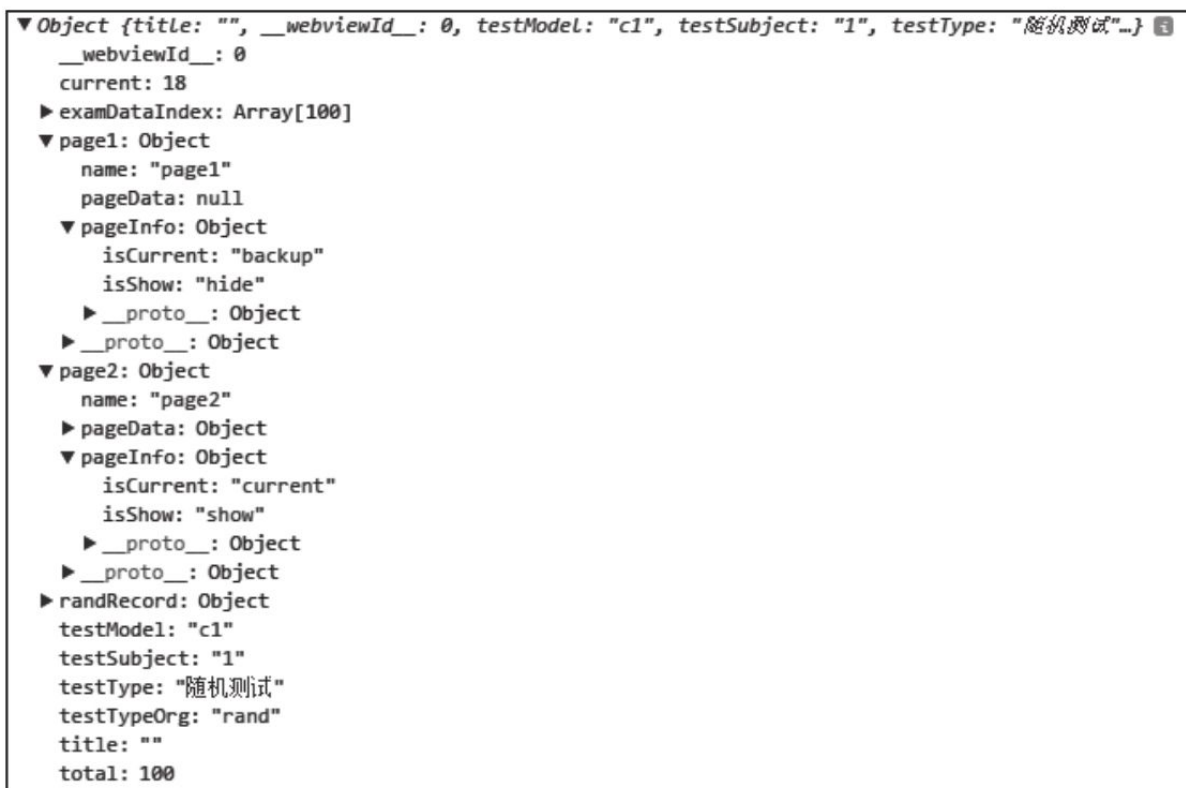 ▼ Object {title: "", __webviewId__: 0, testModel: "c1", testSubject: "1", testType: "随机测试"…} i
__webviewId__: 0
current: 18
▶ examDataIndex: Array[100]
▼ page1: Object
name: "page1"
pageData: null
▼ pageInfo: Object
isCurrent: "backup"
isShow: "hide"
▶ __proto__: Object
▶ __proto__: Object
▼ page2: Object
name: "page2"
▶ pageData: Object
▼ pageInfo: Object
isCurrent: "current"
isShow: "show"
▶ __proto__: Object
▶ __proto__: Object
▶ randRecord: Object
testModel: "c1"
testSubject: "1"
testType: "随机测试"
testTypeOrg: "rand"
title: ""
total: 100